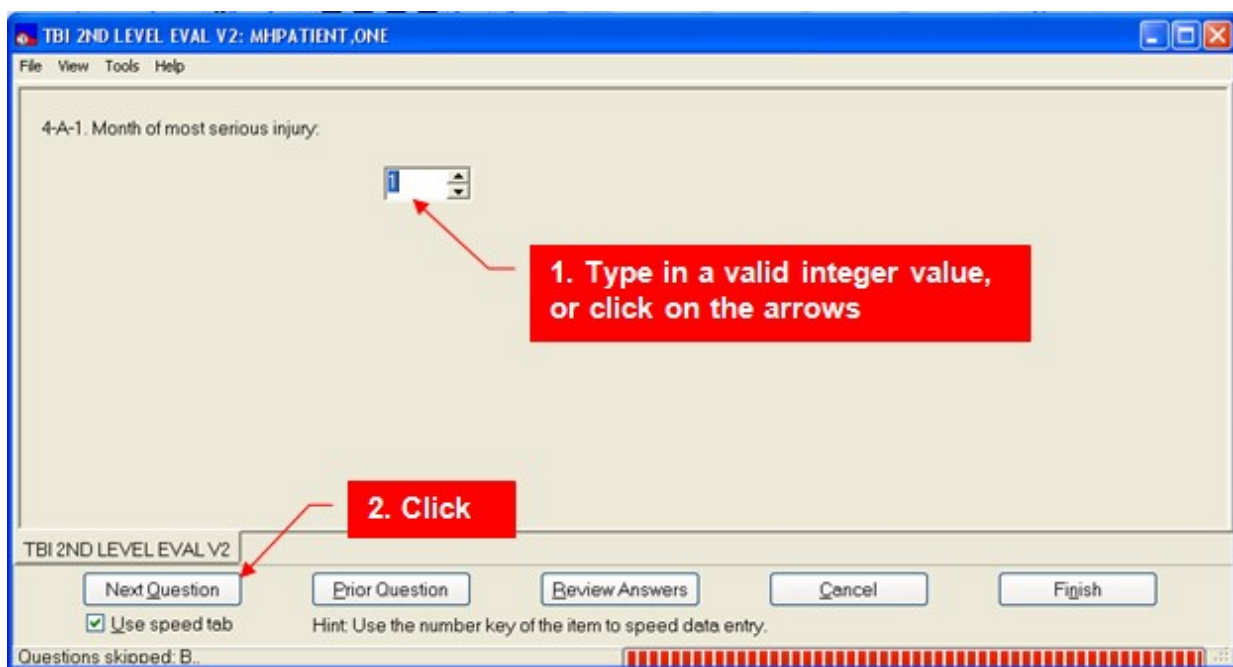 TBI 2ND LEVEL EVAL V2: MHPATIENT,ONE
File View Tools Help
4-A-1. Month of most serious injury:
1
1. Type in a valid integer value,
or click on the arrows
2. Click
TBI 2ND LEVEL EVAL V2
Next Question Prior Question Review Answers Cancel Finish
Use speed tab Hint: Use the number key of the item to speed data entry.
Questions skipped: B..